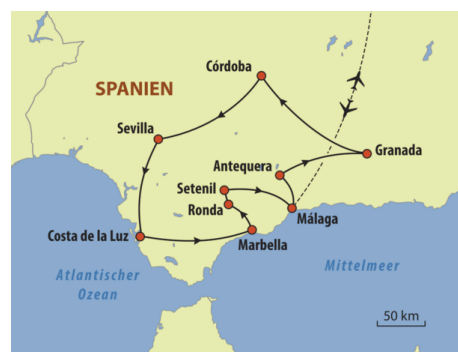 Córdoba
SPANIEN
Sevilla
Granada
Antequera
Setenil
Ronda
Málaga
Costa de la Luz
Marbella
Atlantischer
Ozean
Mittelmeer
50 km